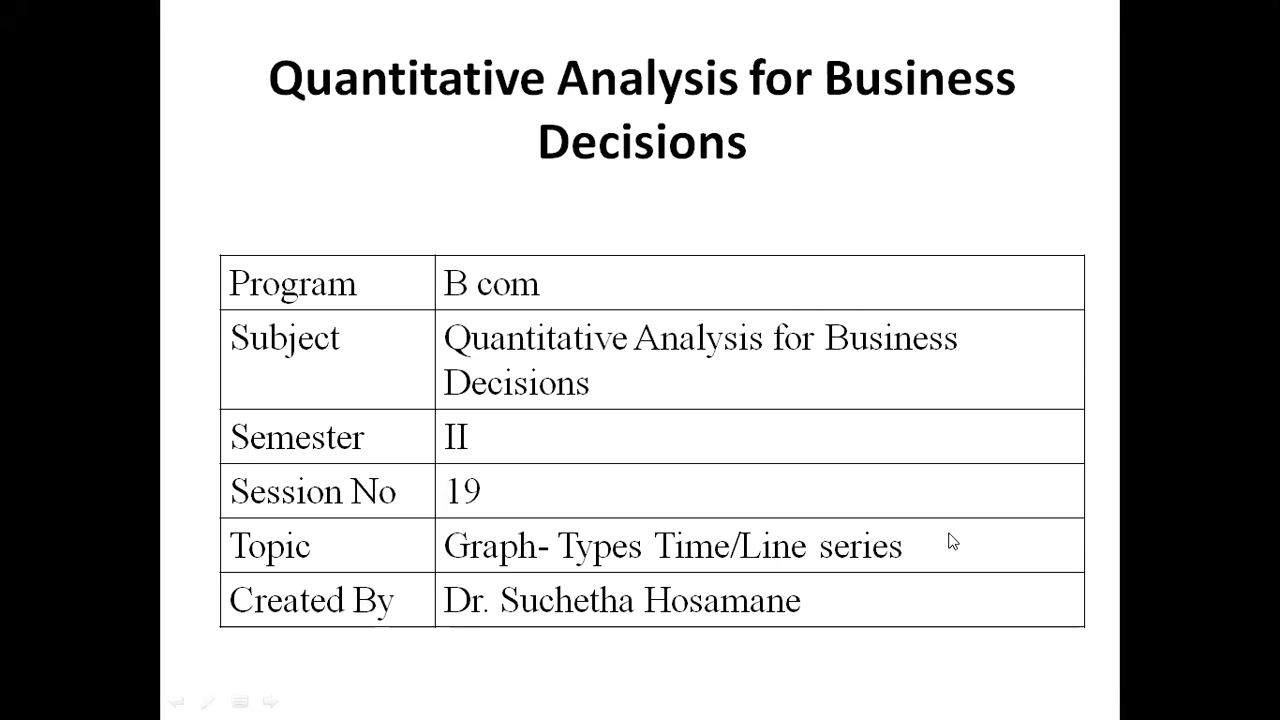 Quantitative Analysis for Business
Decisions
Program B com
Subject Quantitative Analysis for Business
Decisions
Semester II
Session No 19
Topic Graph- Types Time/Line series
Created By Dr. Suchetha Hosamane